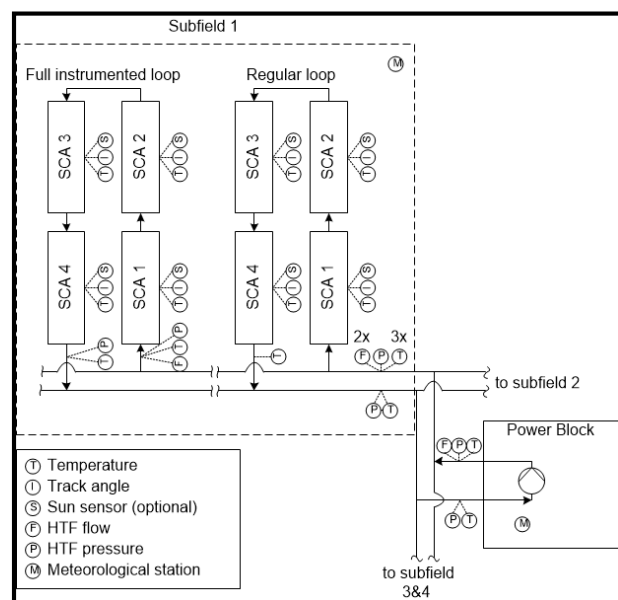 Subfield 1
Full instrumented loop
Regular loop
M
SCA 3
S
I
T
SCA 2
S
I
T
SCA 3
S
I
T
SCA 2
S
I
T
SCA 4
S
I
T
SCA 1
S
I
T
SCA 4
S
I
T
SCA 1
S
I
T
P
T
P
T
F
T
2x 3x
F P T
to subfield 2
P T
Power Block
F P T
P T
M
T Temperature
I Track angle
S Sun sensor (optional)
F HTF flow
P HTF pressure
M Meteorological station
to subfield
3&4